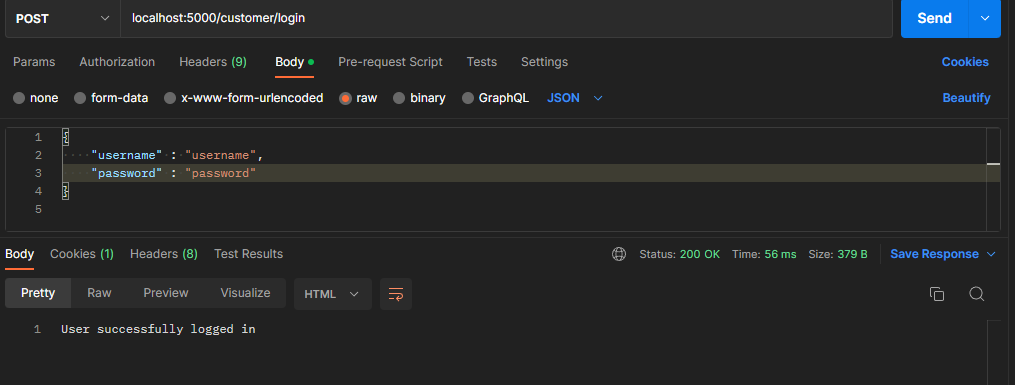 POST localhost:5000/customer/login Send
Params Authorization Headers (9) Body Pre-request Script Tests Settings Cookies
none form-data x-www-form-urlencoded raw binary GraphQL JSON Beautify
1 {
2 "username" : "username",
3 "password" : "password"
4 }
5
Body Cookies (1) Headers (8) Test Results Status: 200 OK Time: 56 ms Size: 379 B Save Response
Pretty Raw Preview Visualize HTML
1 User successfully logged in